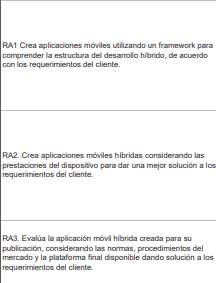 RA1 Crea aplicaciones móviles utilizando un framework para
comprender la estructura del desarrollo híbrido, de acuerdo
con los requerimientos del cliente.
RA2. Crea aplicaciones móviles híbridas considerando las
prestaciones del dispositivo para dar una mejor solución a los
requerimientos del cliente.
RA3. Evalúa la aplicación móvil híbrida creada para su
publicación, considerando las normas, procedimientos del
mercado y la plataforma final disponible dando solución a los
requerimientos del cliente.